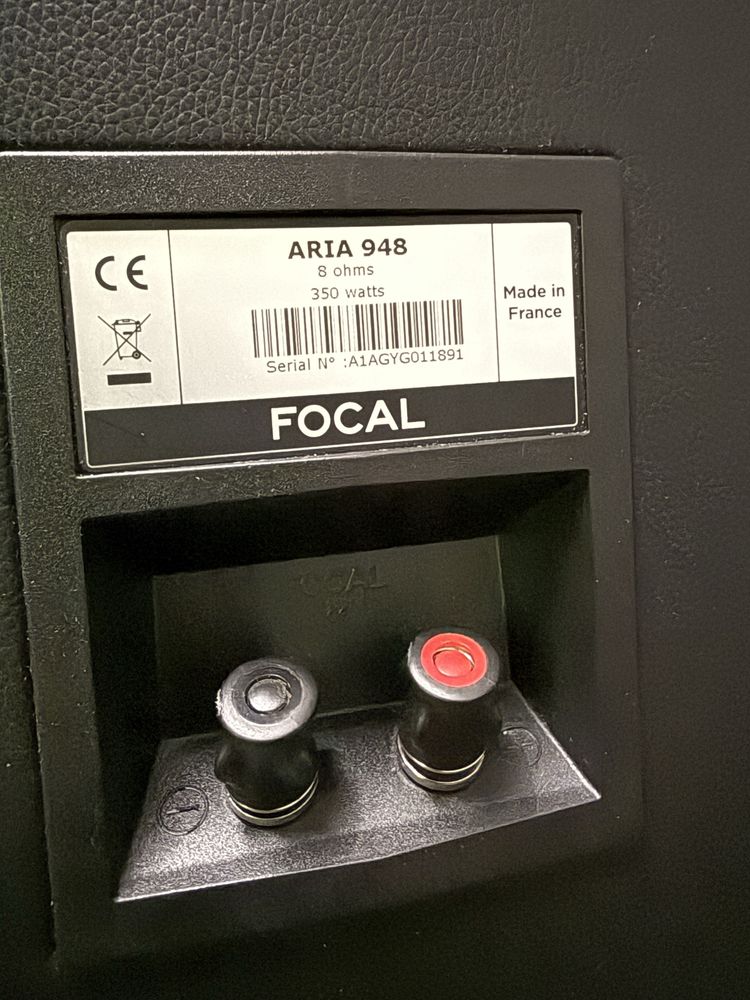 CE
ARIA 948
8 ohms
350 watts
Serial N° :A1AGYG011891
Made in
France
FOCAL